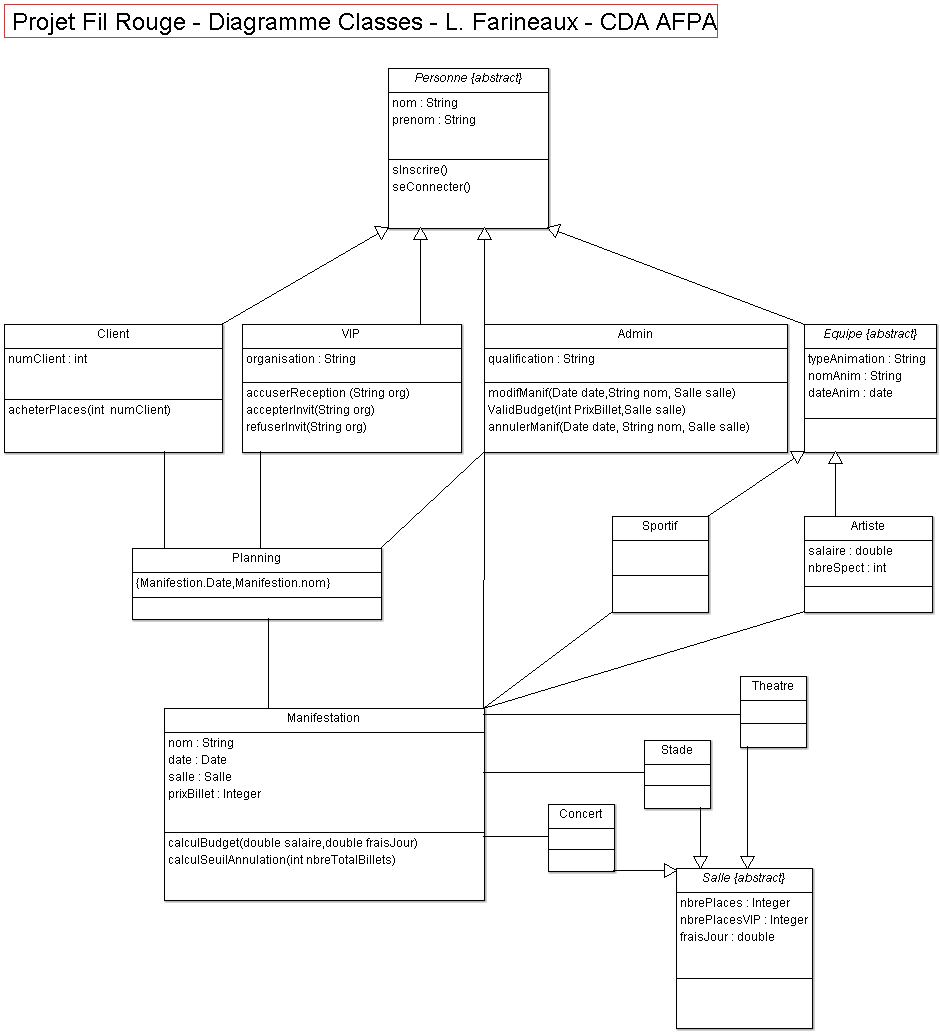 Projet Fil Rouge - Diagramme Classes - L. Farineaux - CDA AFPA
Personne {abstract}
nom : String
prenom : String
sInscrire()
seConnecter()
Client
numClient : int
acheterPlaces(int numClient)
VIP
organisation : String
accuserReception (String org)
accepterInvit(String org)
refuserInvit(String org)
Admin
qualification : String
modifManif(Date date,String nom, Salle salle)
ValidBudget(int PrixBillet,Salle salle)
annulerManif(Date date, String nom, Salle salle)
Equipe {abstract}
typeAnimation : String
nomAnim : String
dateAnim : date
Sportif
Artiste
salaire : double
nbreSpect : int
Planning
{Manifestion.Date,Manifestion.nom}
Manifestation
nom : String
date : Date
salle : Salle
prixBillet : Integer
calculBudget(double salaire,double fraisJour)
calculSeuilAnnulation(int nbreTotalBillets)
Theatre
Stade
Concert
Salle {abstract}
nbrePlaces : Integer
nbrePlacesVIP : Integer
fraisJour : double